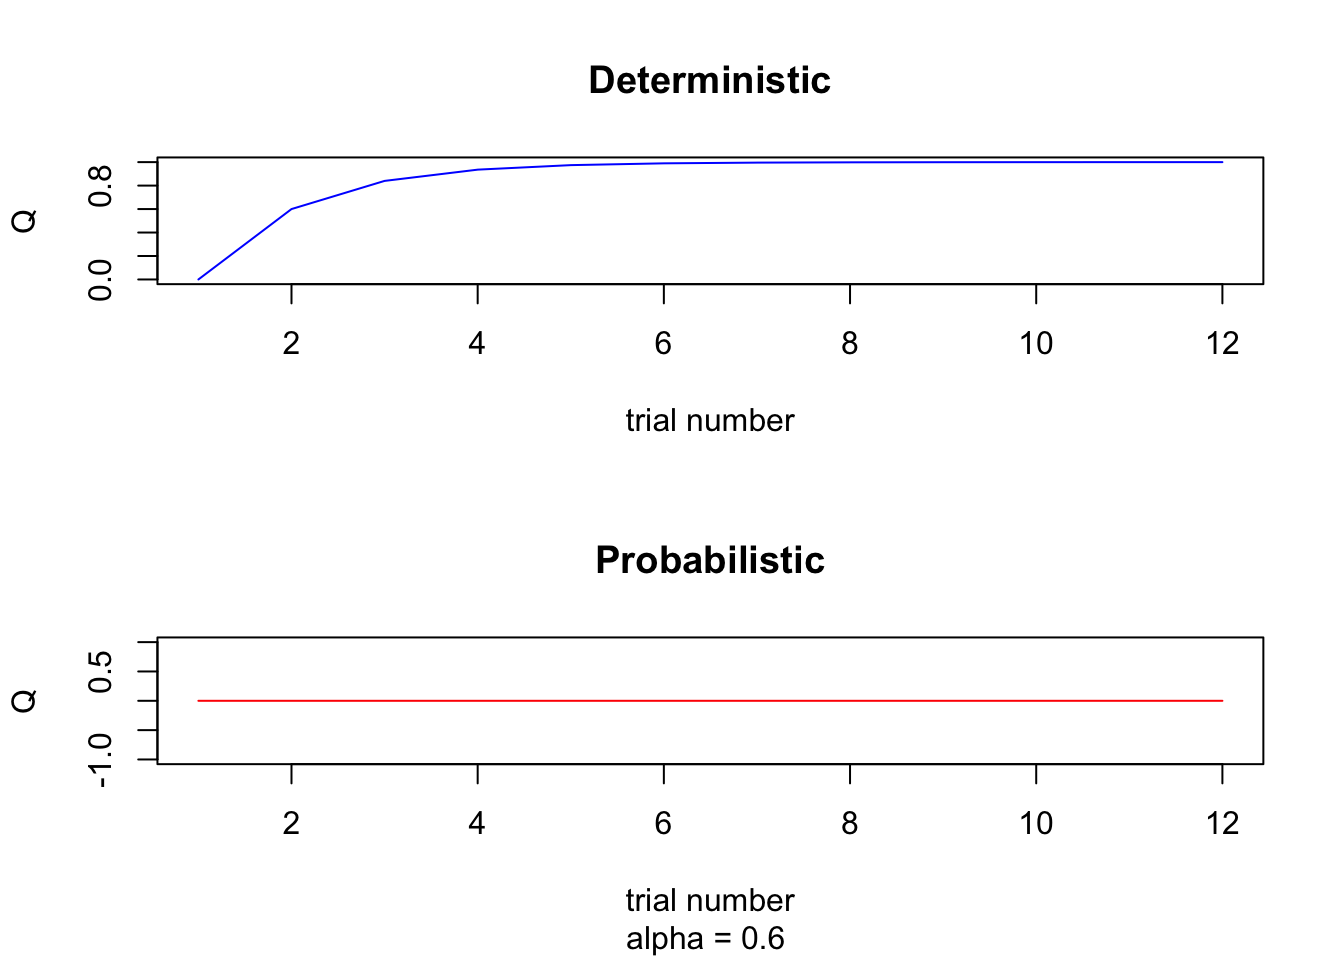 Deterministic
Q
0.8
0.0
2 4 6 8 10 12
trial number
Probabilistic
Q
0.5
-1.0
2 4 6 8 10 12
trial number
alpha = 0.6